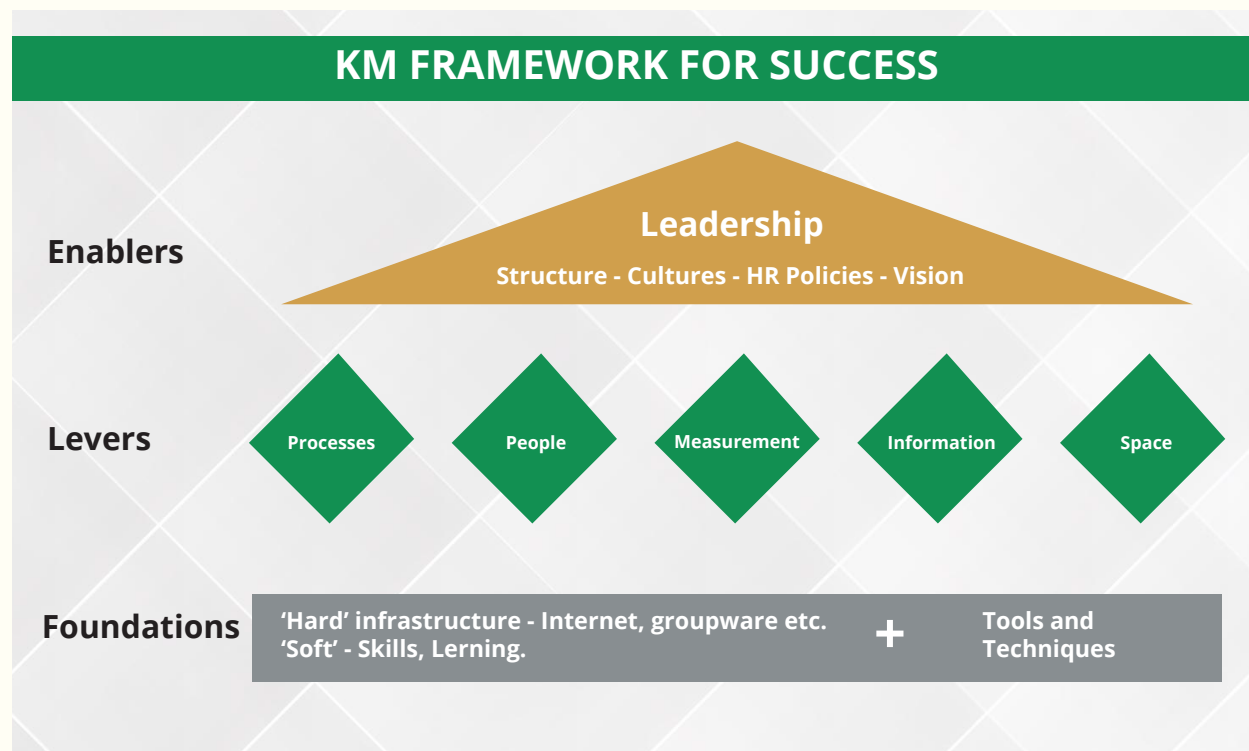 KM FRAMEWORK FOR SUCCESS
Enablers
Leadership
Structure - Cultures - HR Policies - Vision
Levers
Processes
People
Measurement
Information
Space
Foundations
‘Hard’ infrastructure - Internet, groupware etc.
‘Soft’ - Skills, Lerning.
+
Tools and
Techniques